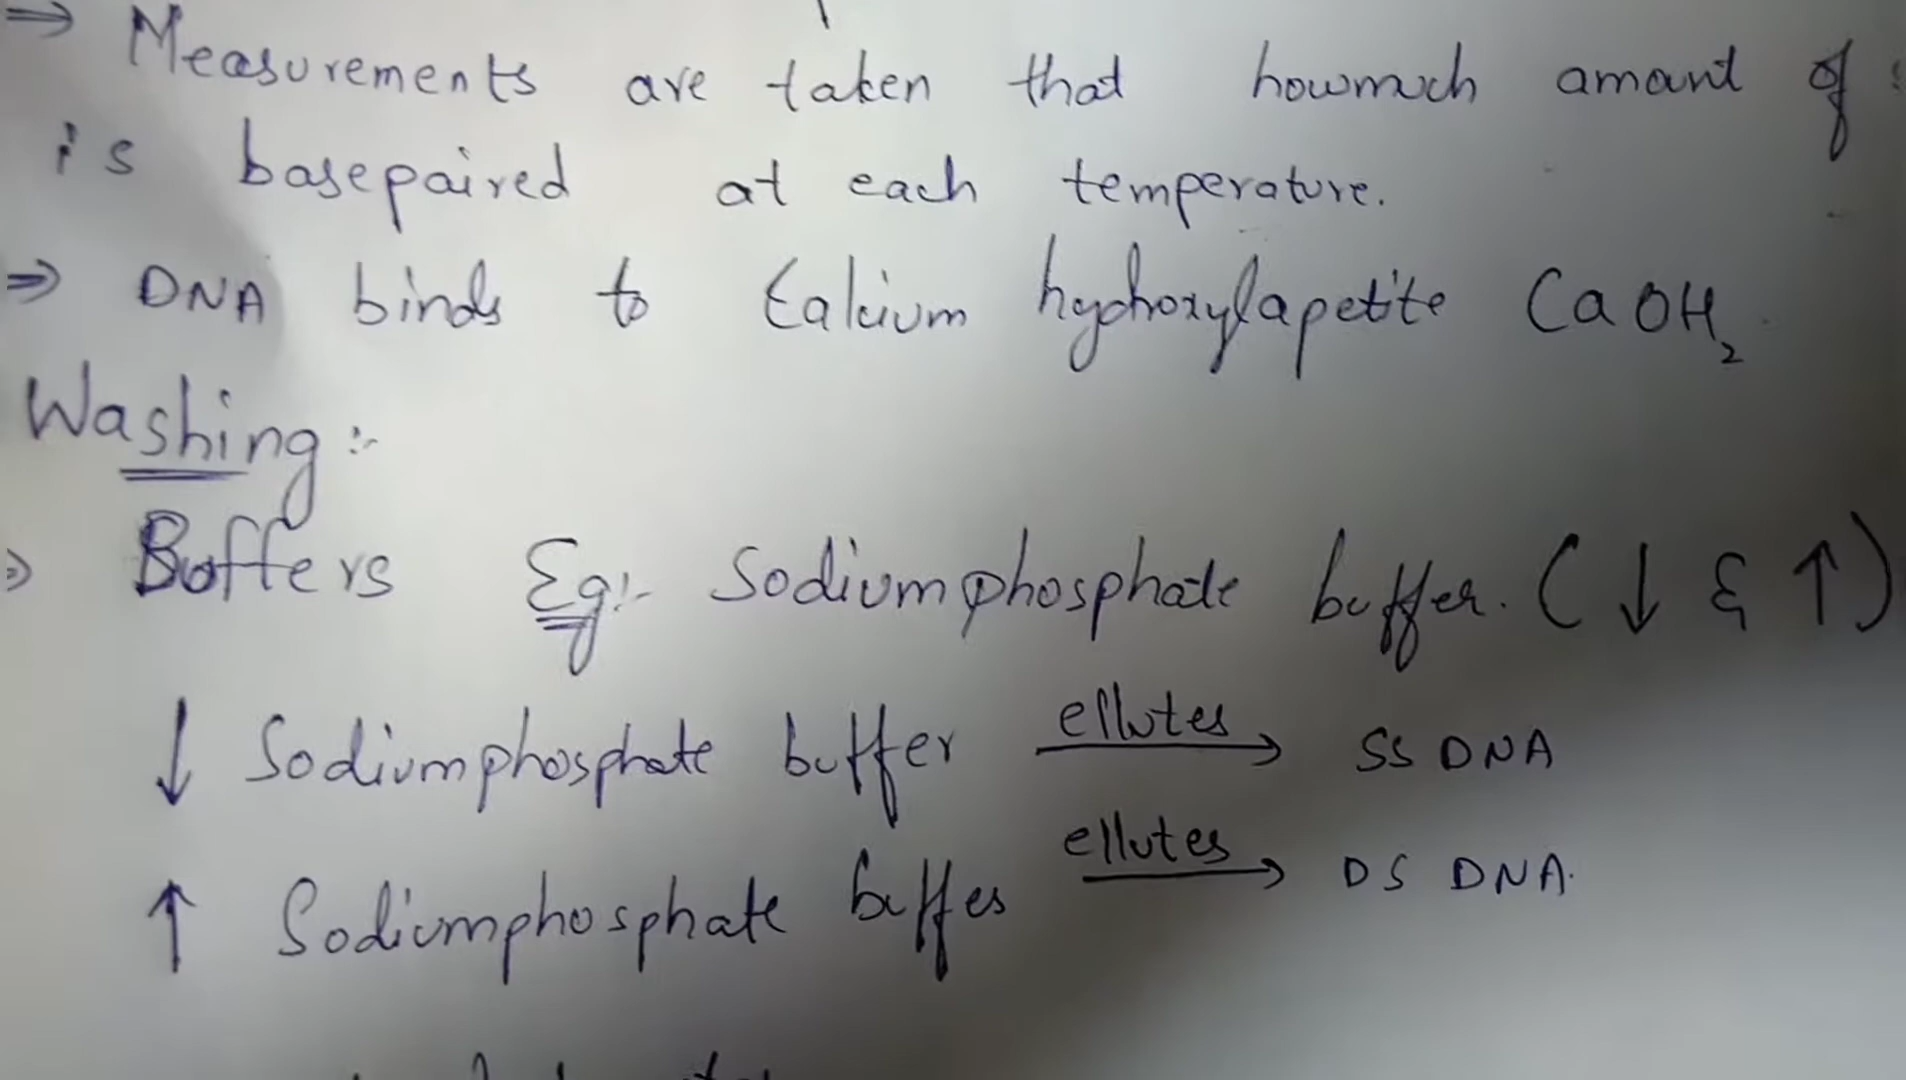 ⇒ Measurements are taken that howmuch amount of
is basepaired at each temperature.
⇒ DNA binds to Calcium hydroxylapetite CaOH₂
Washing :-
⇒ Buffers Eg:- Sodiumphosphate buffer. (↓ & ↑)
↓ Sodiumphosphate buffer ellutes→ SS DNA
↑ Sodiumphosphate buffer ellutes→ DS DNA.